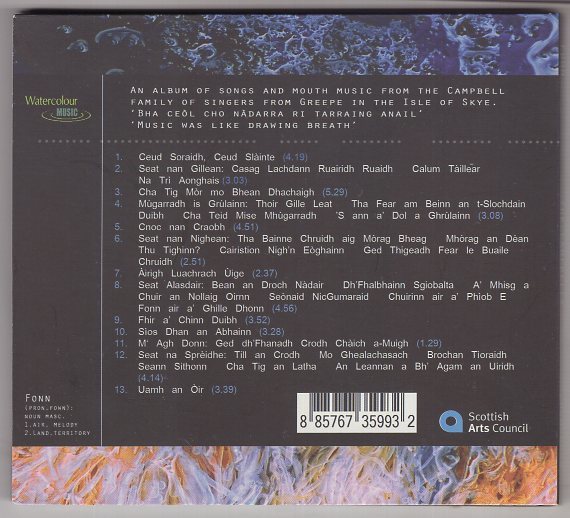 Watercolour
MUSIC
AN ALBUM OF SONGS AND MOUTH MUSIC FROM THE CAMPBELL
FAMILY OF SINGERS FROM GREEPE IN THE ISLE OF SKYE.
'BHA CEÒL CHO NÀDARRA RI TARRAING ANAIL'
'MUSIC WAS LIKE DRAWING BREATH'
1. Ceud Soraidh, Ceud Slàinte (4.19)
2. Seat nan Gillean: Casag Lachdann Ruairidh Ruaidh Calum Tàillear
Na Trì Aonghais (3.03)
3. Cha Tig Mòr mo Bhean Dhachaigh (5.29)
4. Mùgarradh is Grùlainn: Thoir Gille Leat Tha Fear am Beinn an t-Slochdain
Duibh Cha Teid Mise Mhùgarradh 'S ann a' Dol a Ghrùlainn (3.08)
5. Cnoc nan Craobh (4.51)
6. Seat nan Nighean: Tha Bainne Chruidh aig Mòrag Bheag Mhòrag an Dèan
Thu Tighinn? Cairistion Nigh'n Eòghainn Ged Thigeadh Fear le Buaile
Chruidh (2.51)
7. Àirigh Luachrach Ùige (2.37)
8. Seat Alasdair: Bean an Droch Nàdair Dh'Fhalbhainn Sgiobalta A' Mhisg a
Chuir an Nollaig Oirnn Seònaid NicGumaraid Chuirinn air a' Phìob E
Fonn air a' Ghille Dhonn (4.56)
9. Fhir a' Chinn Duibh (3.52)
10. Sìos Dhan an Abhainn (3.28)
11. M' Agh Donn: Ged dh'Fhanadh Crodh Chàich a-Muigh (1.29)
12. Seat na Sprèidhe: Till an Crodh Mo Ghealachasach Brochan Tioraidh
Seann Sithonn Cha Tig an Latha An Leannan a Bh' Agam an Uiridh
(4.14)
13. Uamh an Òir (3.39)
FONN
(PRON.FOWN):
NOUN MASC.
1.AIR, MELODY
2.LAND,TERRITORY
8 85767 35993 2
Scottish
Arts Council